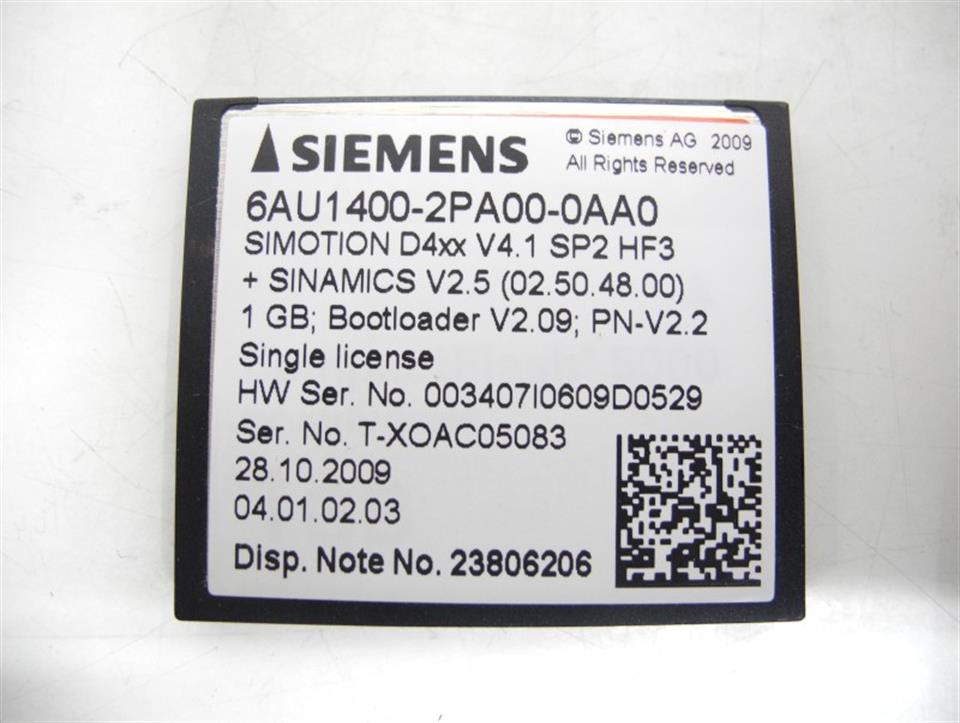 SIEMENS
© Siemens AG 2009
All Rights Reserved
6AU1400-2PA00-0AA0
SIMOTION D4xx V4.1 SP2 HF3
+ SINAMICS V2.5 (02.50.48.00)
1 GB; Bootloader V2.09; PN-V2.2
Single license
HW Ser. No. 003407I0609D0529
Ser. No. T-XOAC05083
28.10.2009
04.01.02.03
Disp. Note No. 23806206